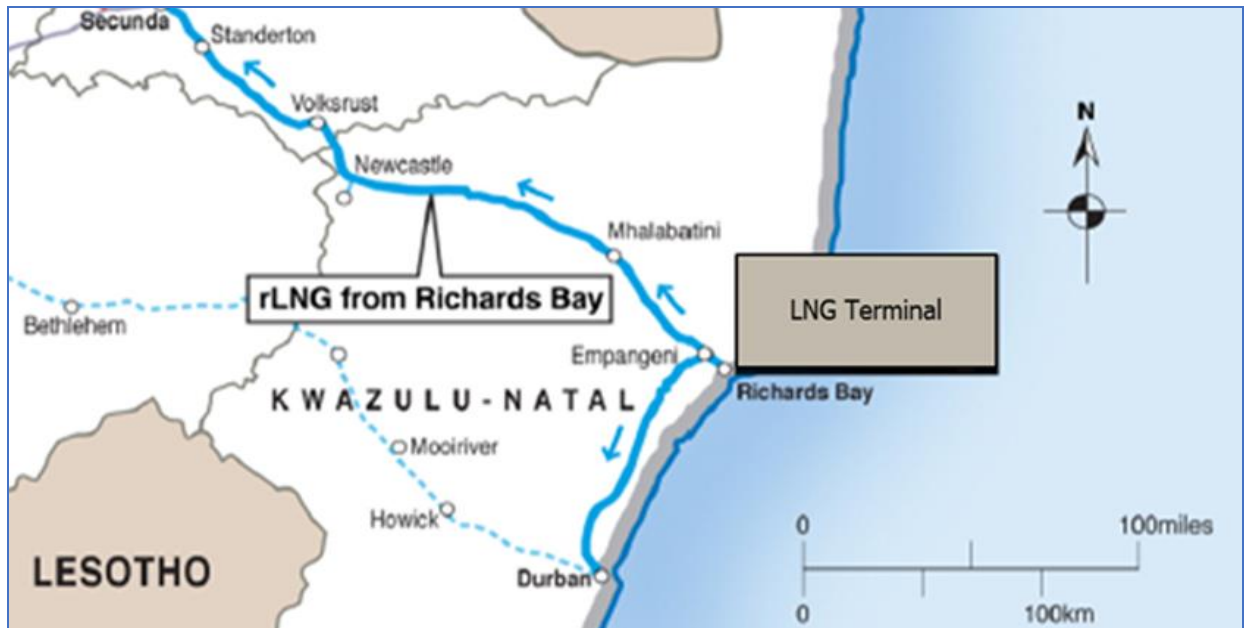 Secunda
Standerton
Volksrust
N
Newcastle
Mhalabatini
rLNG from Richards Bay
LNG Terminal
Bethlehem
Empangeni
Richards Bay
KWAZULU-NATAL
Mooiriver
Howick
0 100miles
LESOTHO
Durban
0 100km